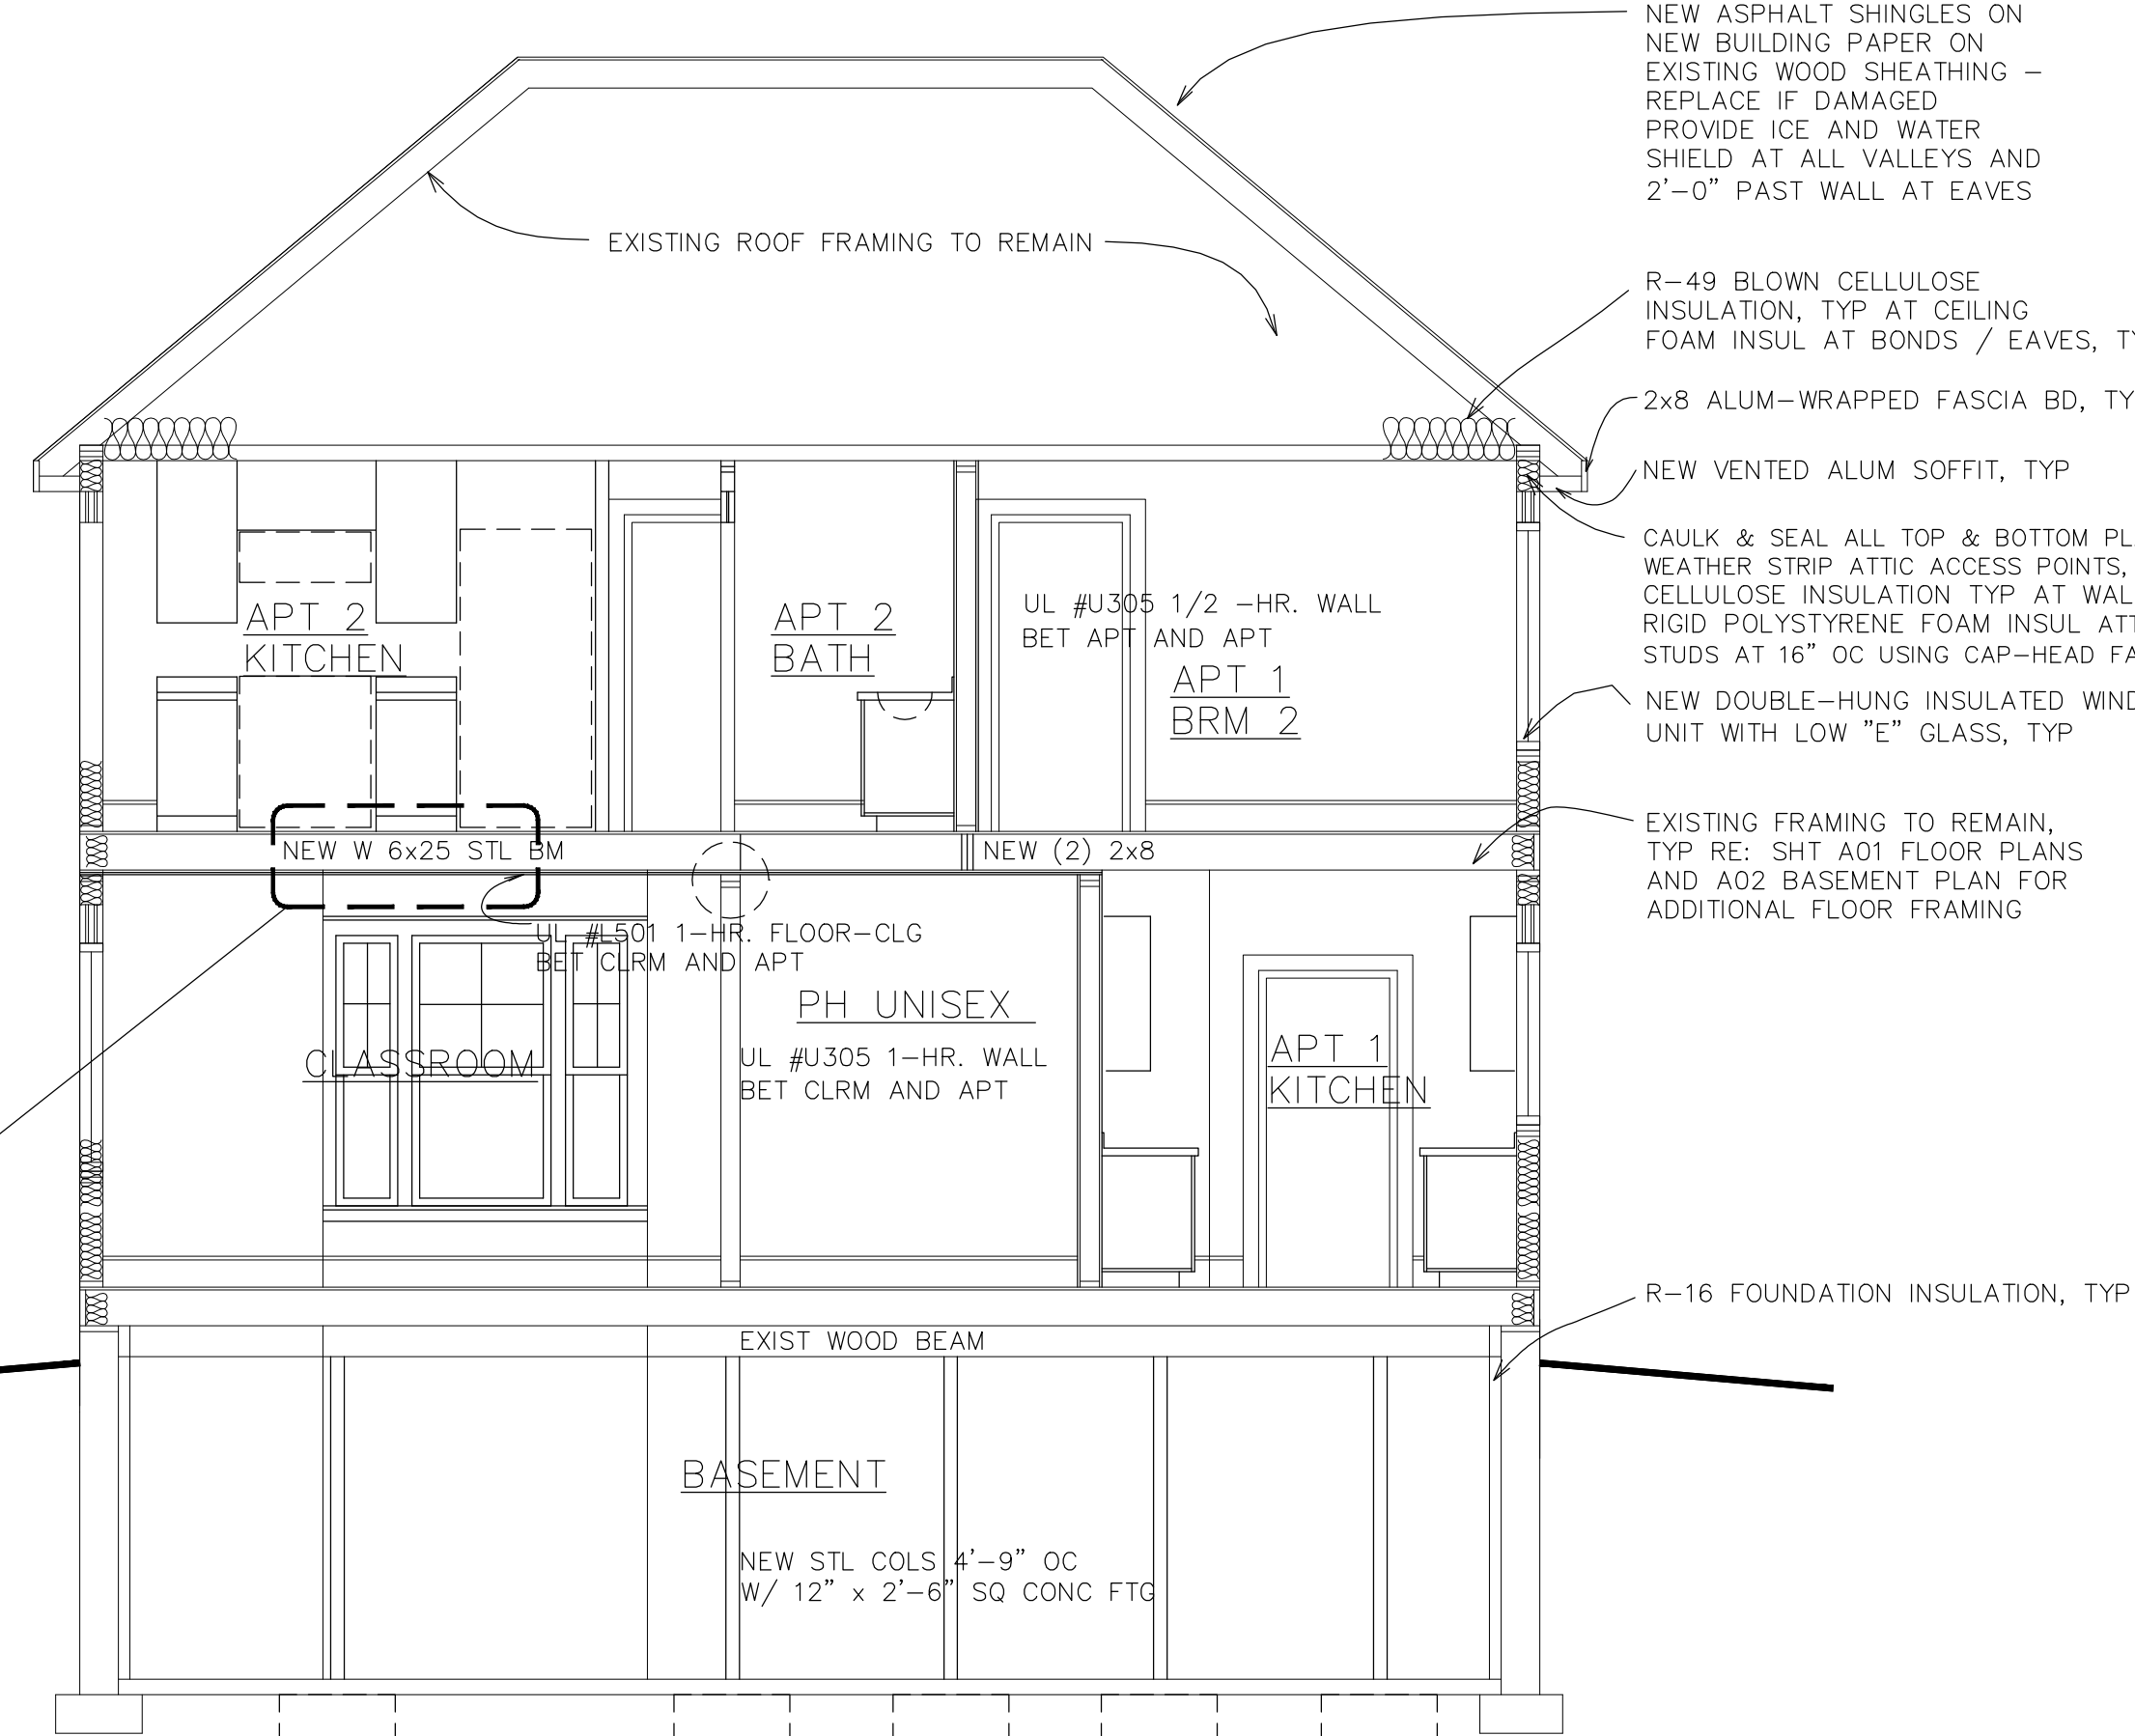 NEW ASPHALT SHINGLES ON
NEW BUILDING PAPER ON
EXISTING WOOD SHEATHING –
REPLACE IF DAMAGED
PROVIDE ICE AND WATER
SHIELD AT ALL VALLEYS AND
2'–0" PAST WALL AT EAVES
EXISTING ROOF FRAMING TO REMAIN
R–49 BLOWN CELLULOSE
INSULATION, TYP AT CEILING
FOAM INSUL AT BONDS / EAVES,
2x8 ALUM–WRAPPED FASCIA BD,
NEW VENTED ALUM SOFFIT, TYP
CAULK & SEAL ALL TOP & BOTTOM
WEATHER STRIP ATTIC ACCESS POINTS,
CELLULOSE INSULATION TYP AT
RIGID POLYSTYRENE FOAM INSUL
STUDS AT 16" OC USING CAP–HEAD
NEW DOUBLE–HUNG INSULATED
UNIT WITH LOW "E" GLASS, TYP
EXISTING FRAMING TO REMAIN,
TYP RE: SHT A01 FLOOR PLANS
AND A02 BASEMENT PLAN FOR
ADDITIONAL FLOOR FRAMING
R–16 FOUNDATION INSULATION, TYP
APT 2
KITCHEN
APT 2
BATH
UL #U305 1/2 –HR. WALL
BET APT AND APT
APT 1
BRM 2
NEW W 6x25 STL BM
NEW (2) 2x8
UL #L501 1–HR. FLOOR–CLG
BET CLRM AND APT
CLASSROOM
PH UNISEX
UL #U305 1–HR. WALL
BET CLRM AND APT
APT 1
KITCHEN
EXIST WOOD BEAM
BASEMENT
NEW STL COLS 4'–9" OC
W/ 12" x 2'–6" SQ CONC FTG